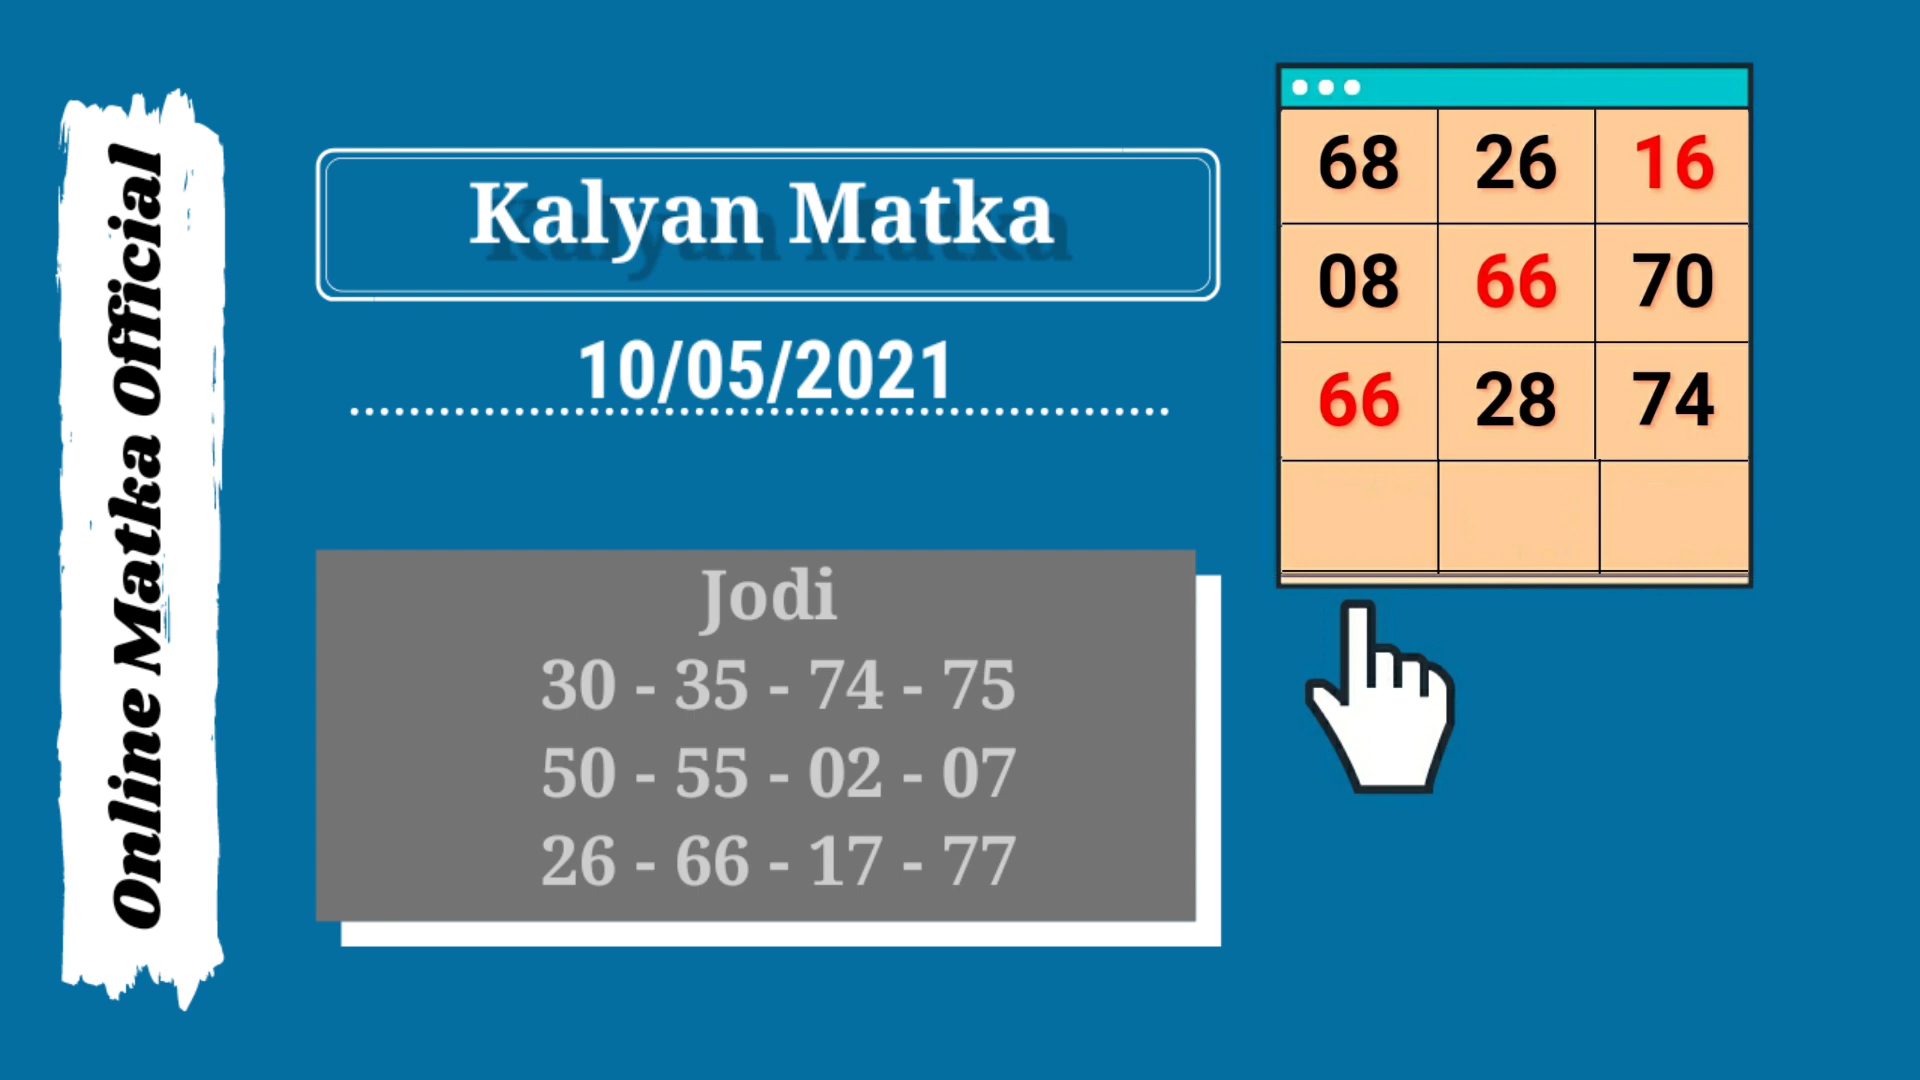 Online Matka Official
Kalyan Matka
10/05/2021
Jodi
30 - 35 - 74 - 75
50 - 55 - 02 - 07
26 - 66 - 17 - 77
68 26 16
08 66 70
66 28 74